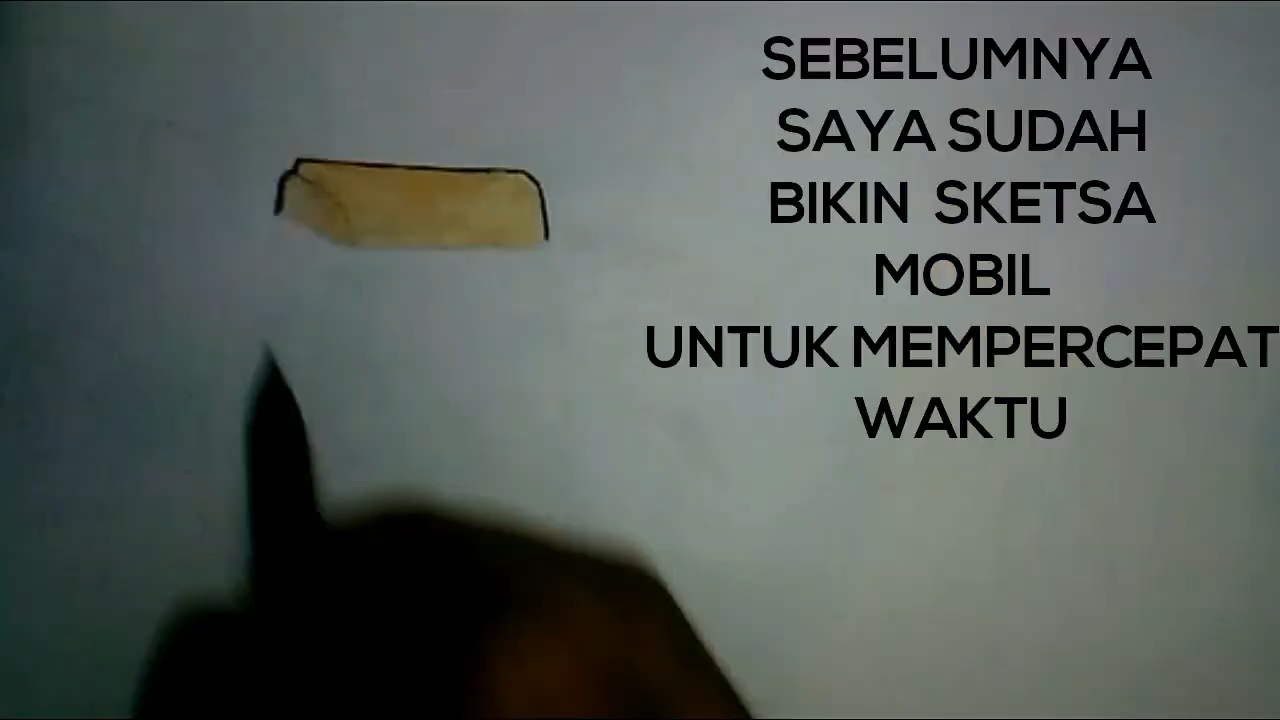 SEBELUMNYA
SAYA SUDAH
BIKIN SKETSA
MOBIL
UNTUK MEMPERCEPAT
WAKTU